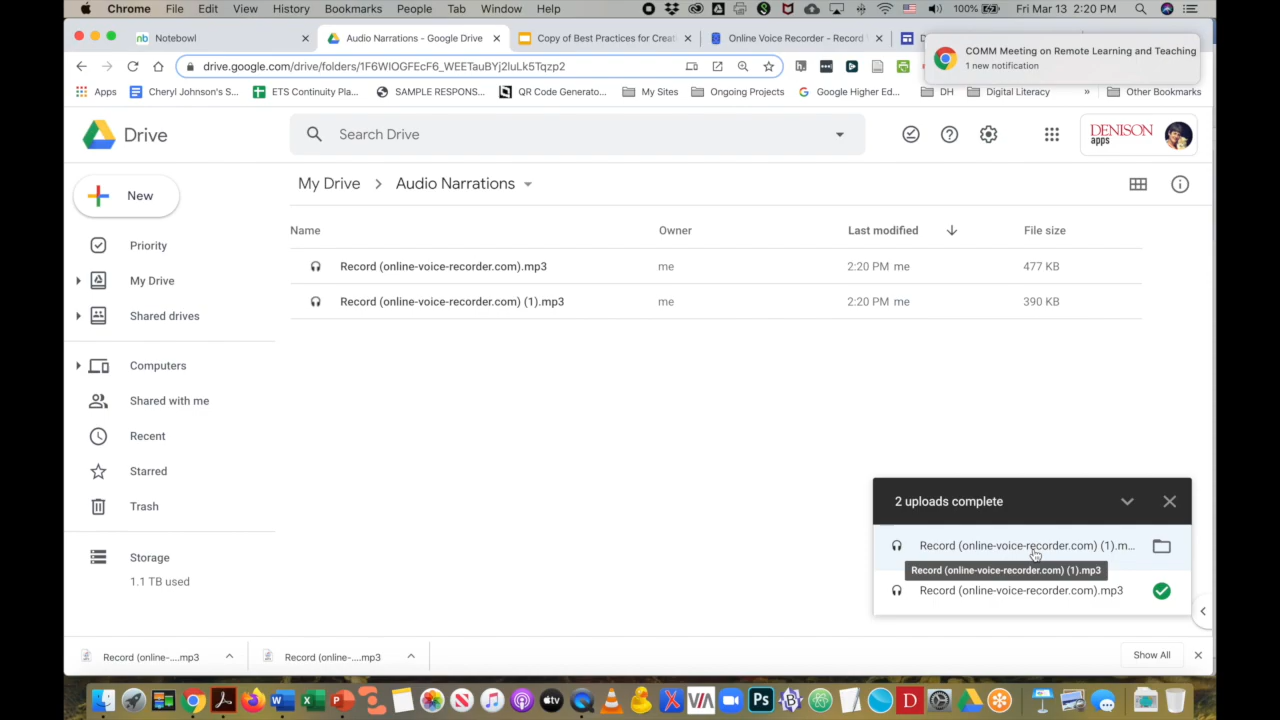 Chrome File Edit View History Bookmarks People Tab Window Help 100% Fri Mar 13 2:20 PM
Notebowl Audio Narrations - Google Drive Copy of Best Practices for Creat Online Voice Recorder - Record
COMM Meeting on Remote Learning and Teaching
1 new notification
drive.google.com/drive/folders/1F6WIOGFEcF6_WEETauBYj2luLk5Tqzp2
Apps Cheryl Johnson's S... ETS Continuity Pla... SAMPLE RESPONS... QR Code Generato... My Sites Ongoing Projects Google Higher Ed... DH Digital Literacy » Other Bookmarks
Drive Search Drive DENISON
apps
New My Drive > Audio Narrations
Name Owner Last modified File size
Priority
Record (online-voice-recorder.com).mp3 me 2:20 PM me 477 KB
My Drive
Record (online-voice-recorder.com) (1).mp3 me 2:20 PM me 390 KB
Shared drives
Computers
Shared with me
Recent
Starred
Trash
2 uploads complete
Record (online-voice-recorder.com) (1).m...
Record (online-voice-recorder.com) (1).mp3
Record (online-voice-recorder.com).mp3
Storage
1.1 TB used
Record (online-....mp3 Record (online-....mp3 Show All